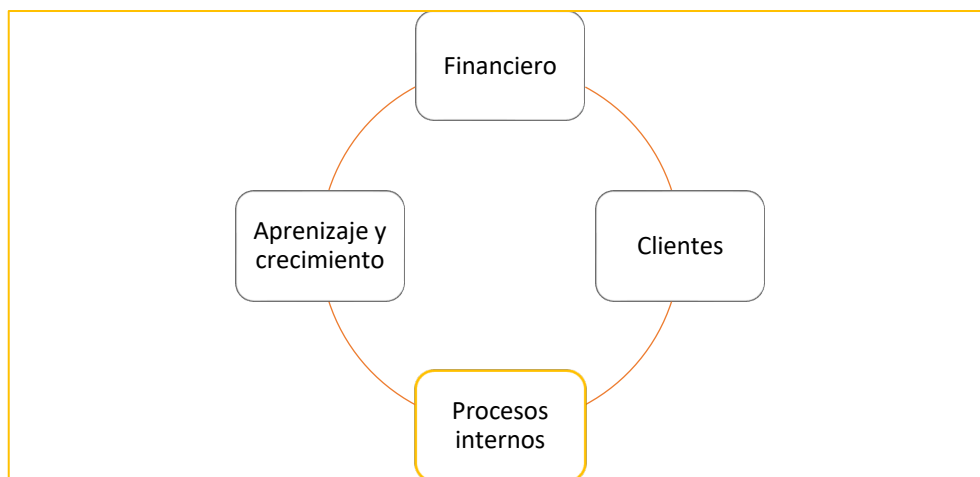 Financiero
Aprenizaje y
crecimiento
Clientes
Procesos
internos